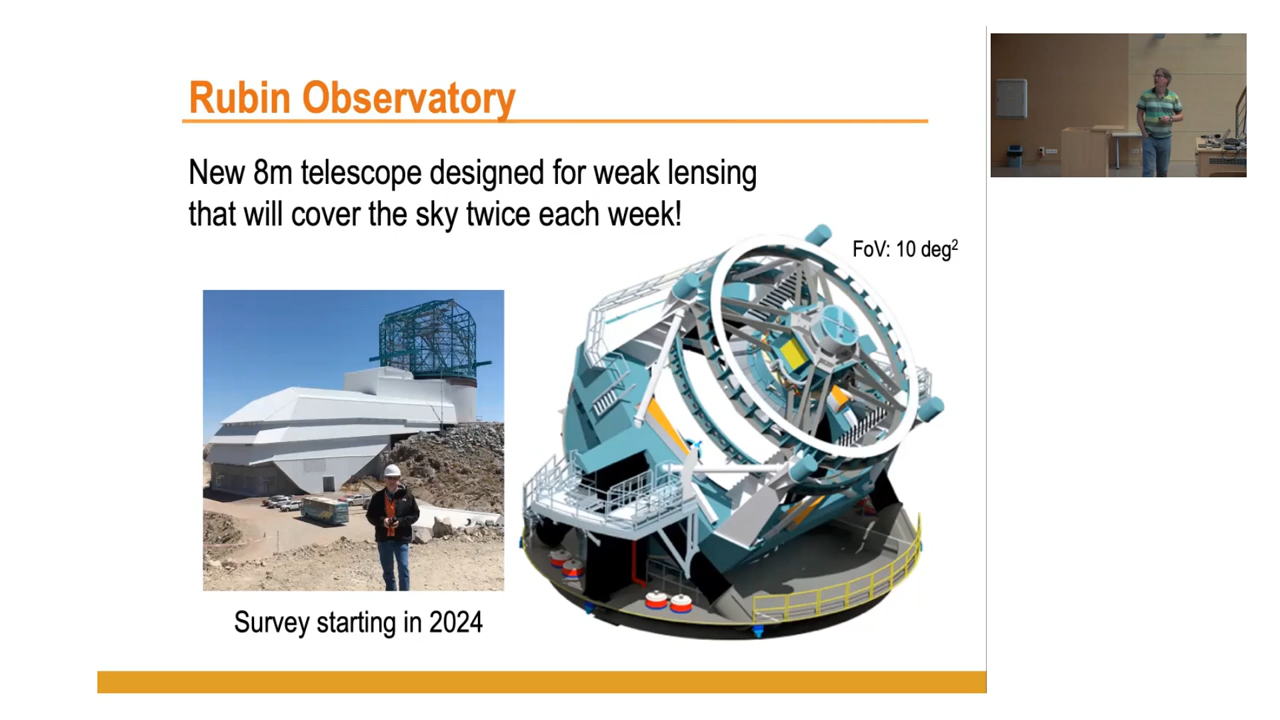 Rubin Observatory
New 8m telescope designed for weak lensing
that will cover the sky twice each week!
FoV: 10 deg²
Survey starting in 2024